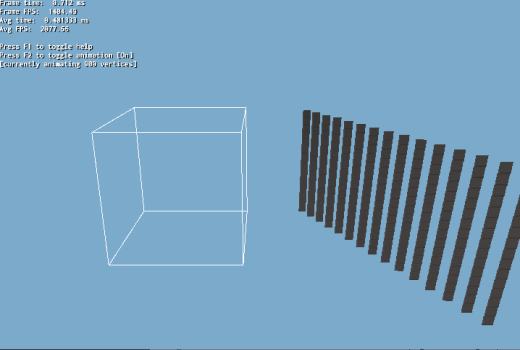 Frame time: 0.712 ms
Frame FPS: 1404.49
Avg time: 0.481333 ms
Avg FPS: 2077.56
Press F1 to toggle help
Press F2 to toggle animation [On]
[Currently animating 900 vertices]